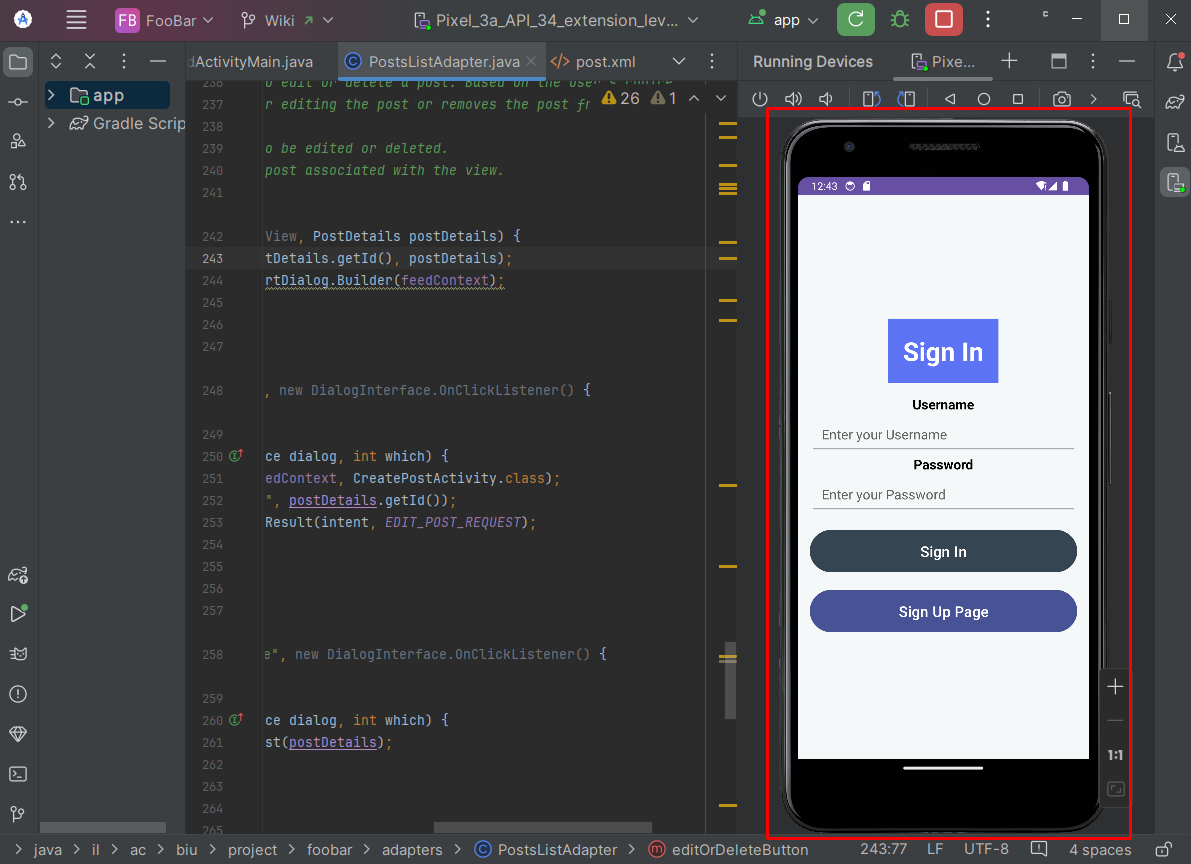 FB FooBar Wiki Pixel_3a_API_34_extension_lev... app
ActivityMain.java PostsListAdapter.java post.xml Running Devices Pixe...
app
Gradle Scrip
26 1
237 r editing the post or removes the post
238
239 o be edited or deleted.
240 post associated with the view.
241
242 View, PostDetails postDetails) {
243 tDetails.getId(), postDetails);
244 rtDialog.Builder(feedContext);
245
246
247
248 , new DialogInterface.OnClickListener() {
249
250 ce dialog, int which) {
251 edContext, CreatePostActivity.class);
252 ", postDetails.getId());
253 Result(intent, EDIT_POST_REQUEST);
254
255
256
257
258 e", new DialogInterface.OnClickListener() {
259
260 ce dialog, int which) {
261 st(postDetails);
262
263
264
265
12:43
Sign In
Username
Enter your Username
Password
Enter your Password
Sign In
Sign Up Page
1:1
java > il > ac > biu > project > foobar > adapters > PostsListAdapter > editOrDeleteButton 243:77 LF UTF-8 4 spaces